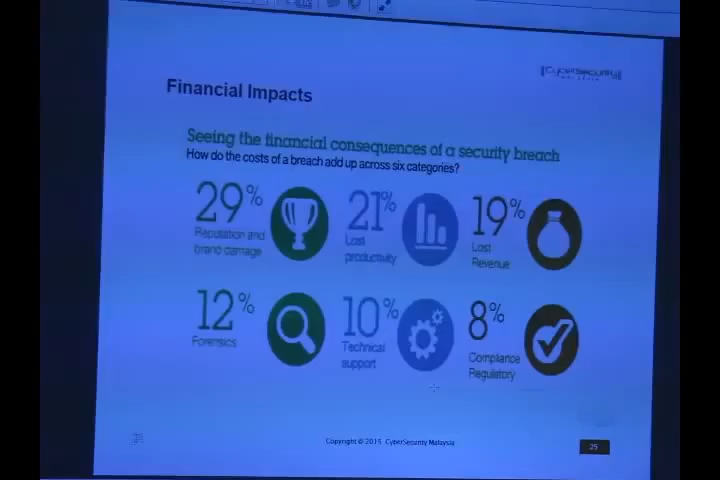 CyberSecurity
Financial Impacts
Seeing the financial consequences of a security breach
How do the costs of a breach add up across six categories?
29%
Reputation and
brand damage
21%
Lost
productivity
19%
Lost
Revenue
12%
Forensics
10%
Technical
support
8%
Compliance
Regulatory
Copyright © 2015 CyberSecurity Malaysia
25